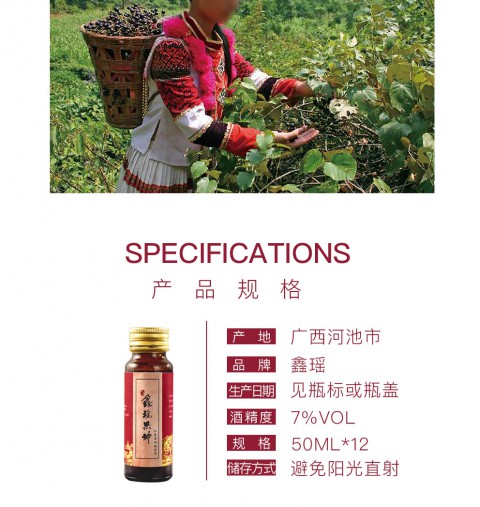 SPECIFICATIONS
产品规格
产地 广西河池市
品牌 鑫瑶
生产日期 见瓶标或瓶盖
酒精度 7%VOL
规格 50ML*12
储存方式 避免阳光直射